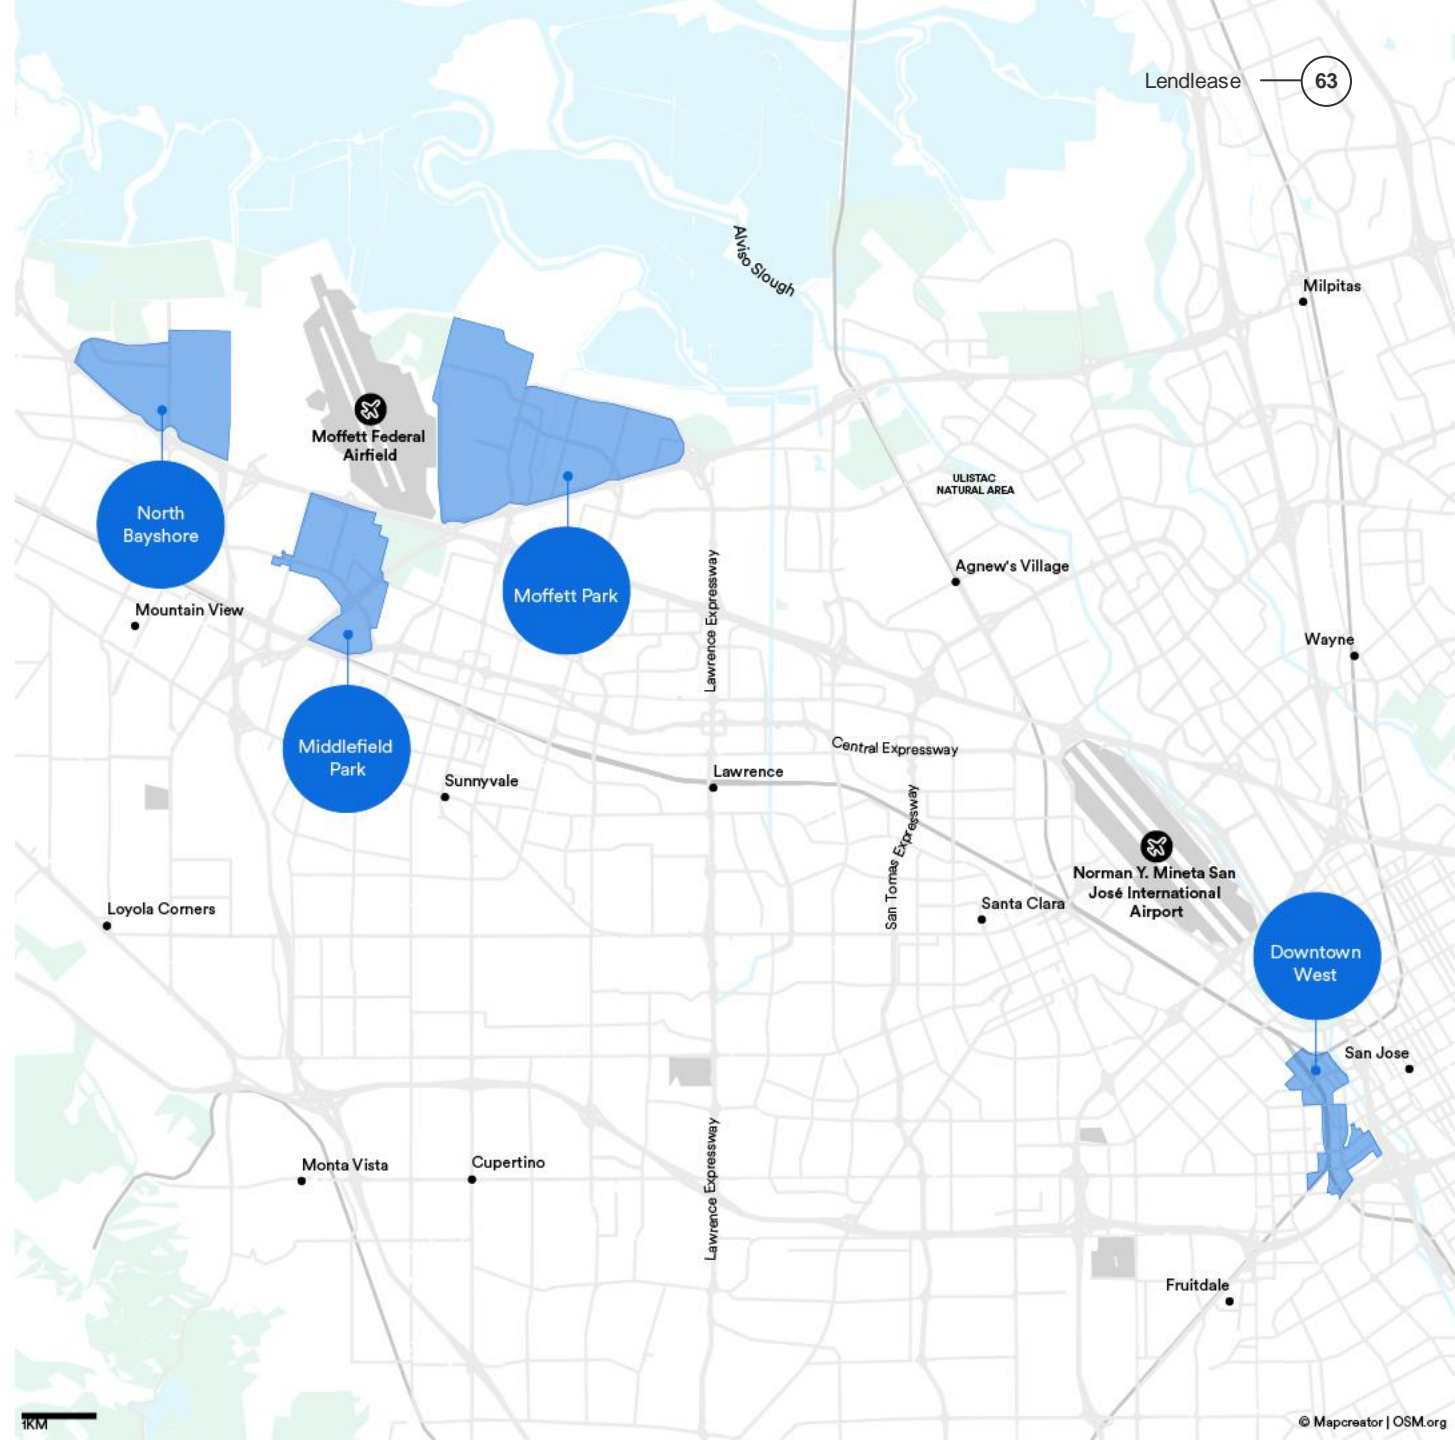 Lendlease
63
Alviso Slough
Milpitas
Moffett Federal
Airfield
ULISTAC
NATURAL AREA
North
Bayshore
Agnew's Village
Moffett Park
Mountain View
Lawrence Expressway
Wayne
Middlefield
Park
Central Expressway
Sunnyvale
Lawrence
San Tomas Expressway
Norman Y. Mineta San
José International
Airport
Santa Clara
Loyola Corners
Downtown
West
San Jose
Monta Vista
Cupertino
Lawrence Expressway
Fruitdale
1KM
© Mapcreator | OSM.org